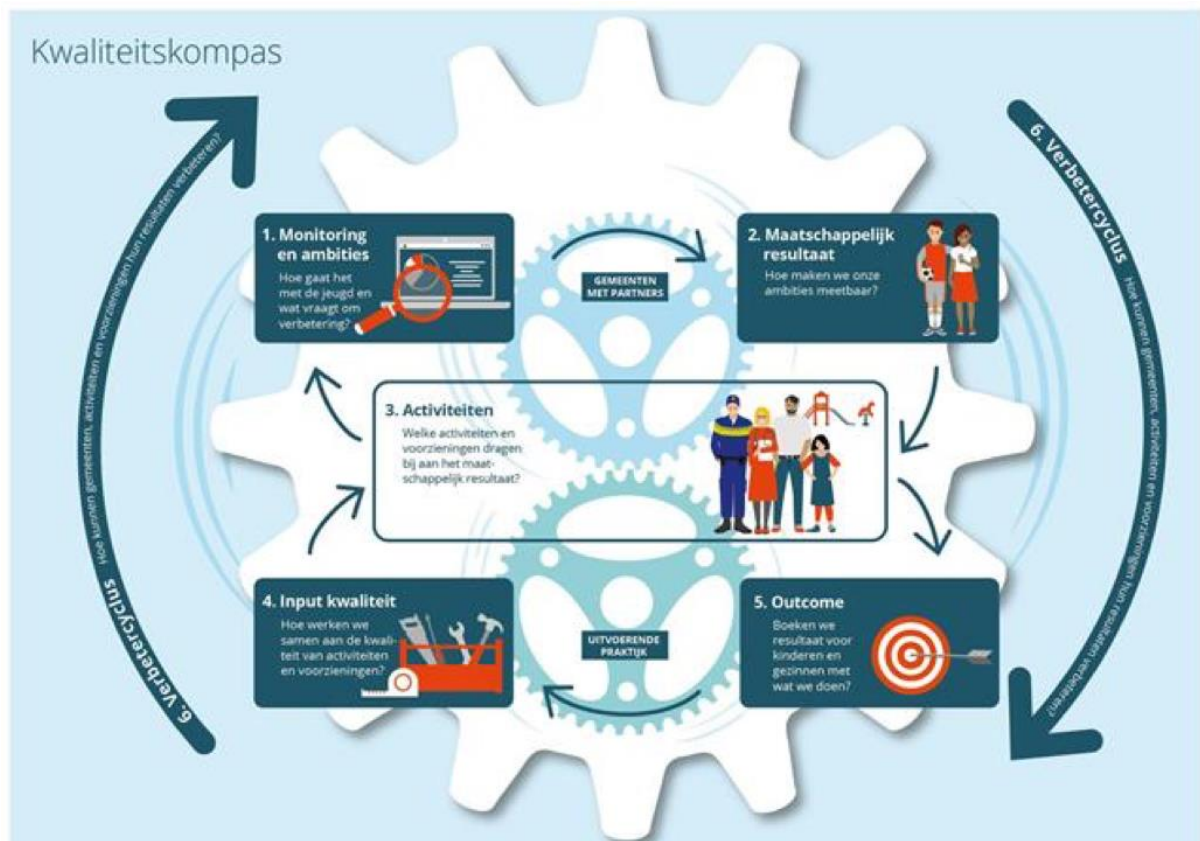 Kwaliteitskompas
6. Verbetercyclus Hoe kunnen gemeenten, activiteiten en voorzieningen hun resultaten verbeteren?
1. Monitoring
en ambities
Hoe gaat het
met de jeugd en
wat vraagt om
verbetering?
GEMEENTEN
MET PARTNERS
2. Maatschappelijk
resultaat
Hoe maken we onze
ambities meetbaar?
3. Activiteiten
Welke activiteiten en
voorzieningen dragen
bij aan het maat-
schappelijk resultaat?
4. Input kwaliteit
Hoe werken we
samen aan de kwali-
teit van activiteiten
en voorzieningen?
UITVOERENDE
PRAKTIJK
5. Outcome
Boeken we
resultaat voor
kinderen en
gezinnen met
wat we doen?
6. Verbetercyclus Hoe kunnen gemeenten, activiteiten en voorzieningen hun resultaten verbeteren?